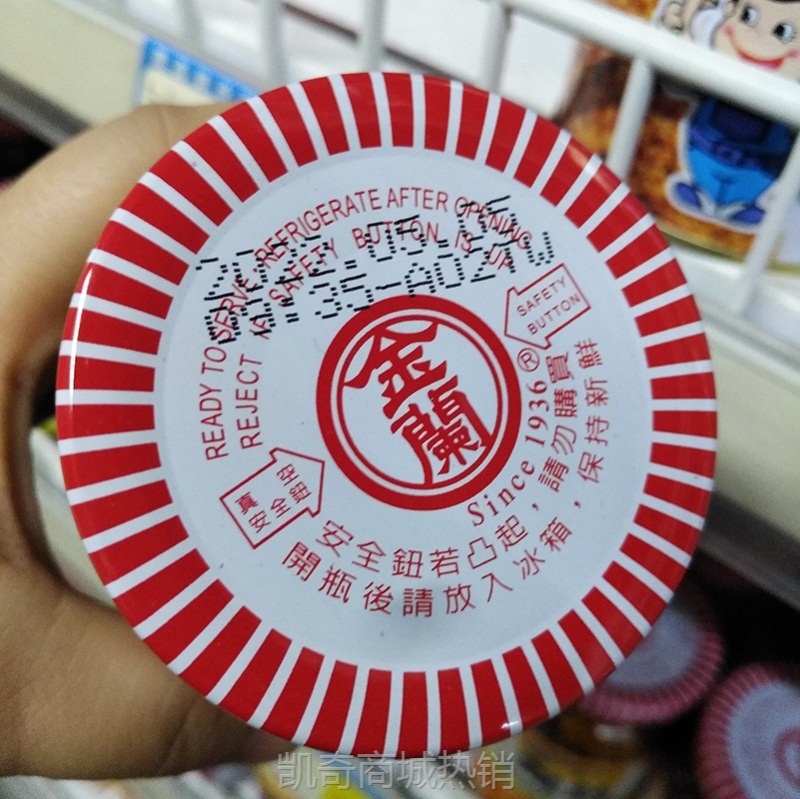 READY TO SERVE, REFRIGERATE AFTER OPENING
REJECT IF SAFETY BUTTON IS UP
SAFETY
BUTTON
金蘭
®
Since 1936
真空
安全鈕
安全鈕若凸起，請勿購買
開瓶後請放入冰箱，保持新鮮
凯奇商城热销